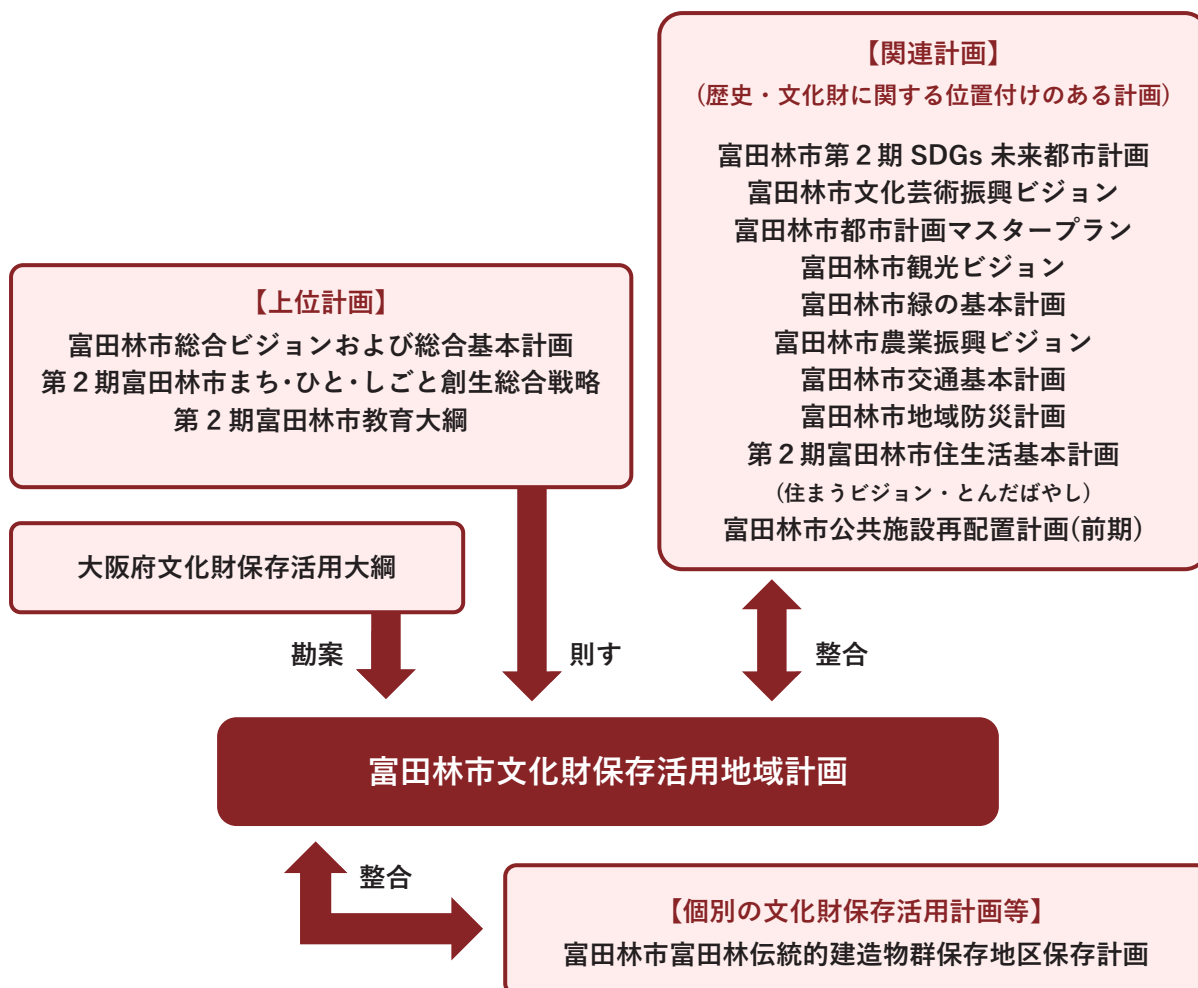 【関連計画】
(歴史・文化財に関する位置付けのある計画)
富田林市第２期 SDGs 未来都市計画
富田林市文化芸術振興ビジョン
富田林市都市計画マスタープラン
富田林市観光ビジョン
富田林市緑の基本計画
富田林市農業振興ビジョン
富田林市交通基本計画
富田林市地域防災計画
第２期富田林市住生活基本計画
(住まうビジョン・とんだばやし)
富田林市公共施設再配置計画(前期)
【上位計画】
富田林市総合ビジョンおよび総合基本計画
第２期富田林市まち・ひと・しごと創生総合戦略
第２期富田林市教育大綱
大阪府文化財保存活用大綱
勘案
則す
整合
富田林市文化財保存活用地域計画
整合
【個別の文化財保存活用計画等】
富田林市富田林伝統的建造物群保存地区保存計画